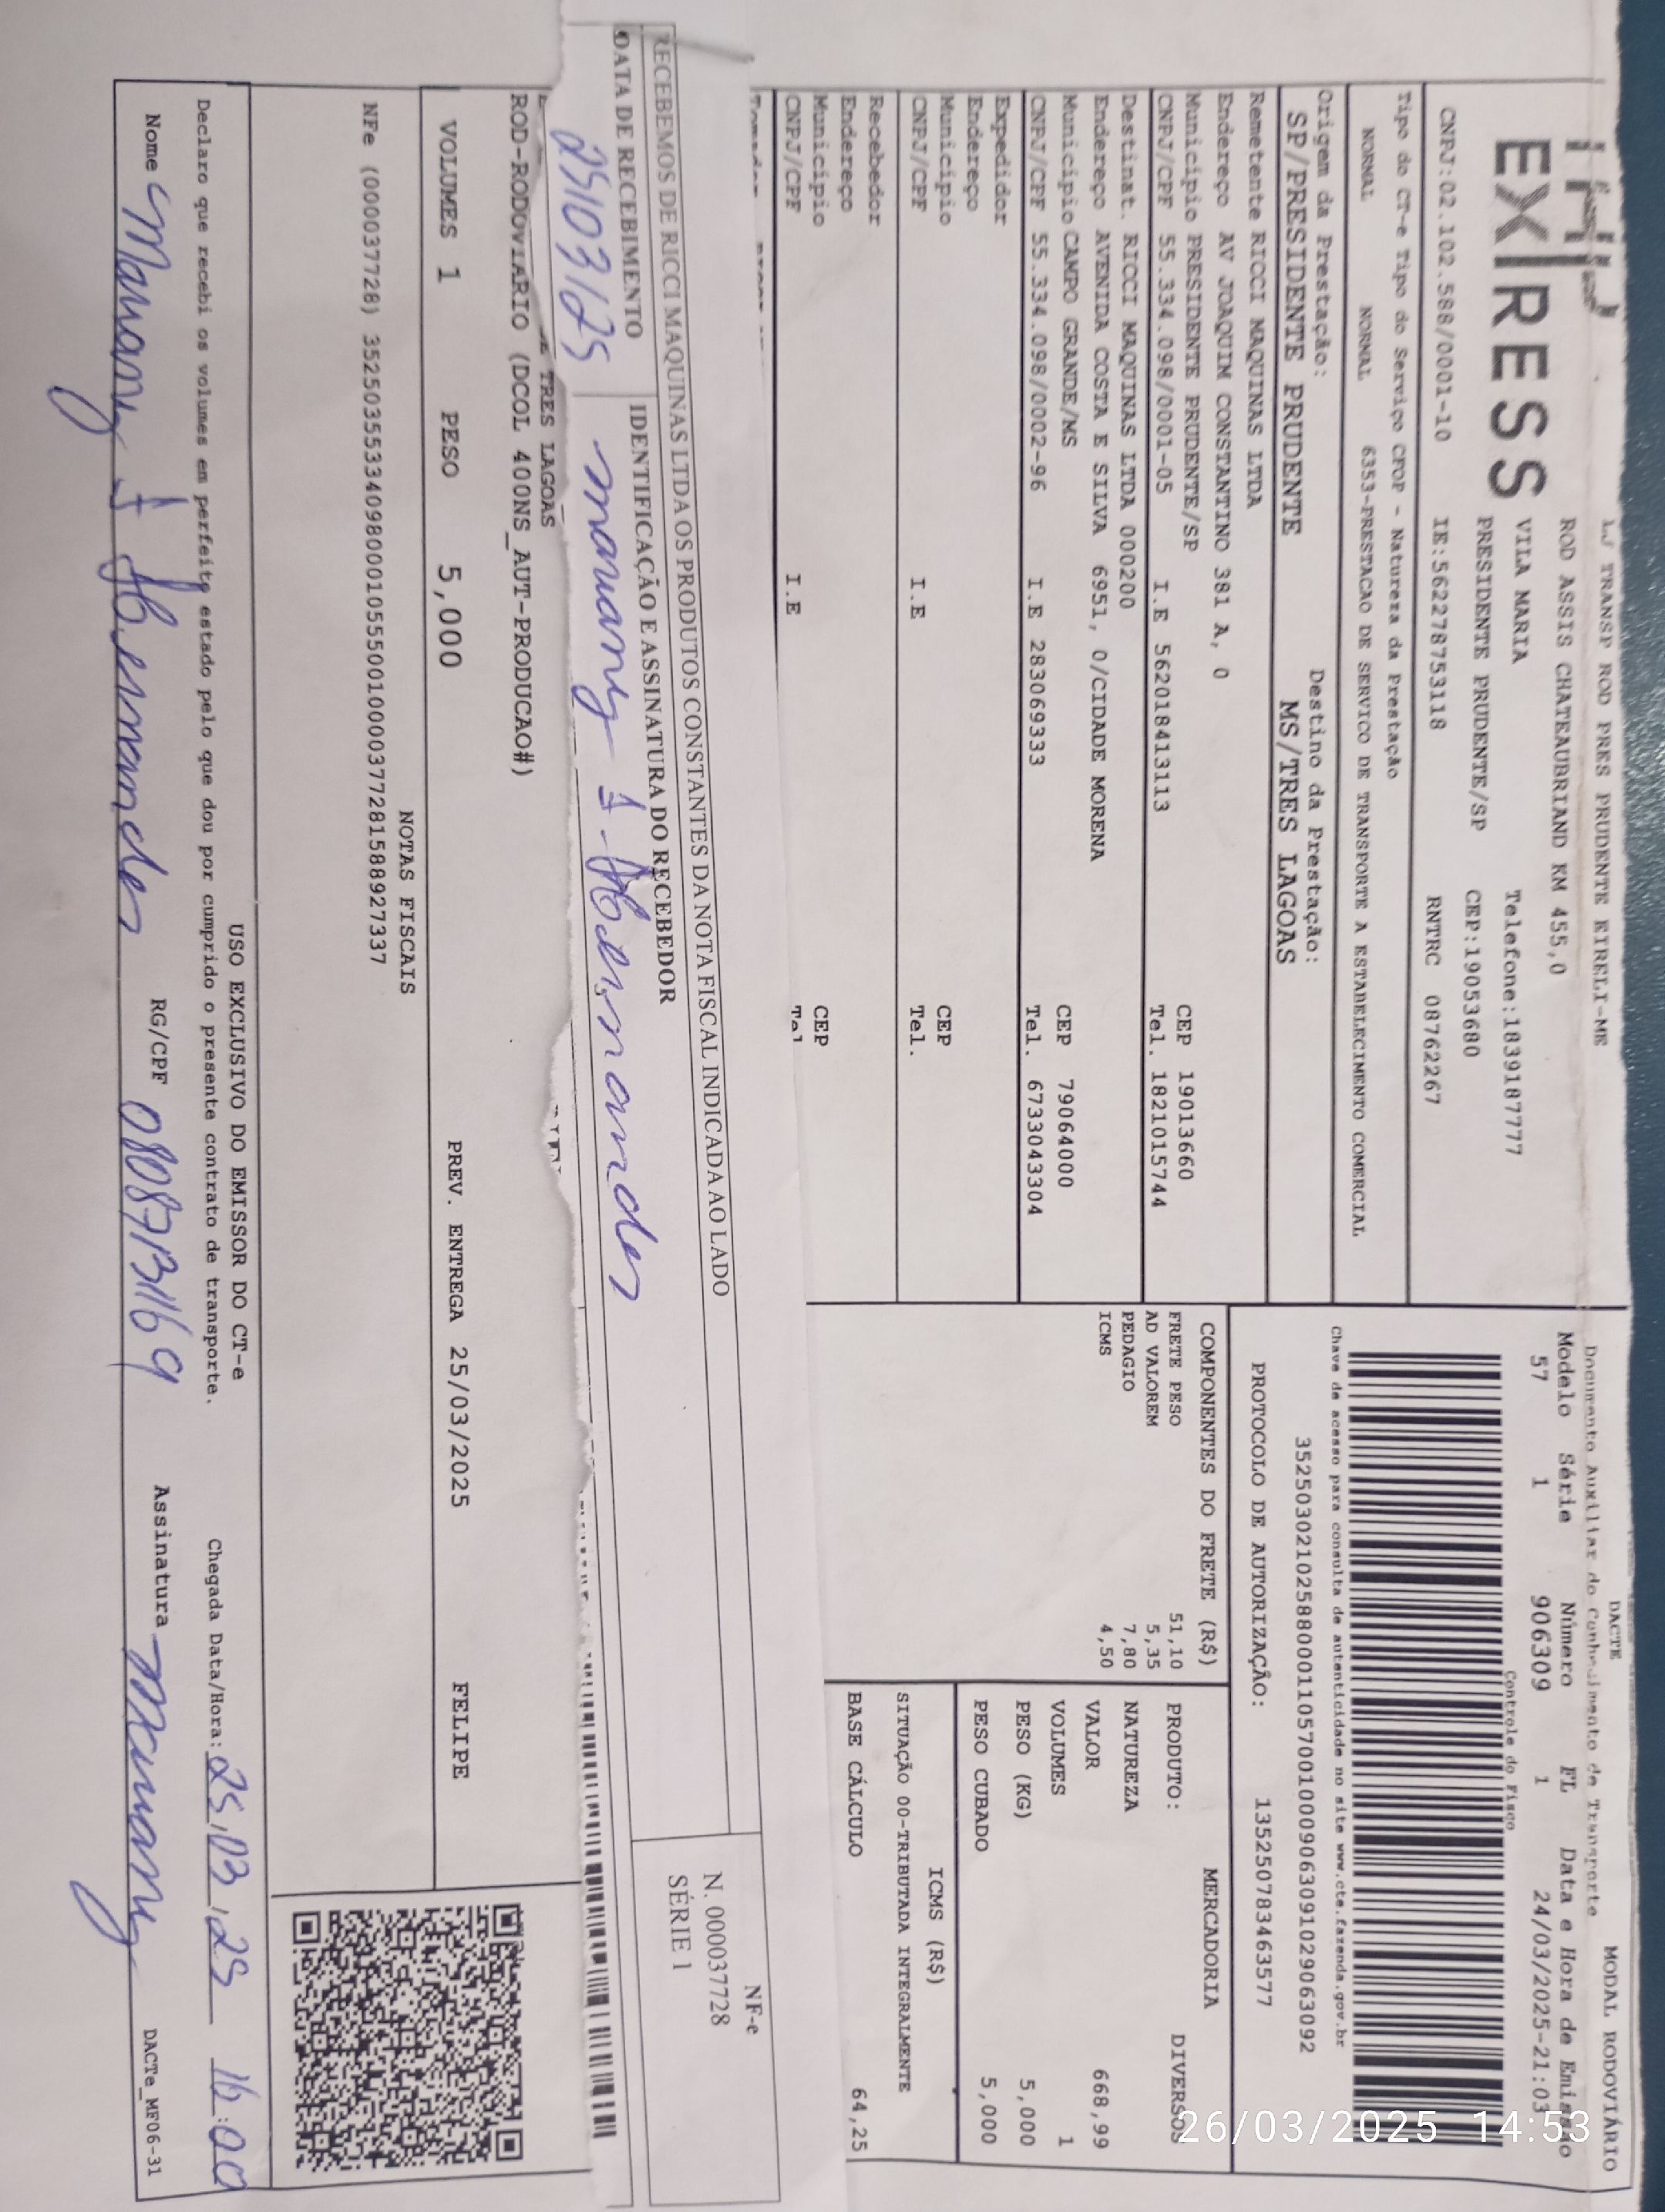 EXPRESS
LJ TRANSP ROD PRES PRUDENTE EIRELI-ME
ROD ASSIS CHATEAUBRIAND KM 455,0
VILA MARIA Telefone:1839187777
PRESIDENTE PRUDENTE/SP CEP:19053680
CNPJ:02.102.588/0001-10 IE:562278753118 RNTRC 08762267
DACTE MODAL RODOVIÁRIO
Documento Auxiliar do Conhecimento de Transporte
Modelo Série Número FL Data e Hora de Emissão
57 1 906309 1 24/03/2025-21:03
Controle do Fisco
Chave de acesso para consulta de autenticidade no site www.cte.fazenda.gov.br
35250302102588000110570010009063091029063092
PROTOCOLO DE AUTORIZAÇÃO: 135250783463577
Tipo do CT-e Tipo do Serviço CFOP - Natureza da Prestação
NORMAL NORMAL 6353-PRESTACAO DE SERVICO DE TRANSPORTE A ESTABELECIMENTO COMERCIAL
Origem da Prestação: Destino da Prestação:
SP/PRESIDENTE PRUDENTE MS/TRES LAGOAS
Remetente RICCI MAQUINAS LTDA
Endereço AV JOAQUIM CONSTANTINO 381 A, 0
Município PRESIDENTE PRUDENTE/SP CEP 19013660
CNPJ/CPF 55.334.098/0001-05 I.E 562018413113 Tel. 1821015744
Destinat. RICCI MAQUINAS LTDA 000200
Endereço AVENIDA COSTA E SILVA 6951, 0/CIDADE MORENA
Município CAMPO GRANDE/MS CEP 79064000
CNPJ/CPF 55.334.098/0002-96 I.E 283069333 Tel. 6733043304
Expedidor
Endereço
Município CEP
CNPJ/CPF I.E Tel.
Recebedor
Endereço
Município CEP
CNPJ/CPF I.E Tel
COMPONENTES DO FRETE (R$)
FRETE PESO 51,10
AD VALOREM 5,35
PEDAGIO 7,80
ICMS 4,50
MERCADORIA
PRODUTO: DIVERSOS
NATUREZA
VALOR 668,99
VOLUMES 1
PESO (KG) 5,000
PESO CUBADO 5,000
ICMS (R$)
SITUAÇÃO 00-TRIBUTADA INTEGRALMENTE
BASE CÁLCULO 64,25
RECEBEMOS DE RICCI MAQUINAS LTDA OS PRODUTOS CONSTANTES DA NOTA FISCAL INDICADA AO LADO
DATA DE RECEBIMENTO IDENTIFICAÇÃO E ASSINATURA DO RECEBEDOR
25/03/25
NF-e
N. 000037728
SÉRIE 1
TRES LAGOAS
ROD-RODOVIARIO (DCOL 400NS_AUT-PRODUCAO#)
VOLUMES 1 PESO 5,000 PREV. ENTREGA 25/03/2025 FELIPE
NOTAS FISCAIS
NFe (000037728) 35250355334098000105550010000377281588927337
USO EXCLUSIVO DO EMISSOR DO CT-e
Declaro que recebi os volumes em perfeito estado pelo que dou por cumprido o presente contrato de transporte. Chegada Data/Hora: 25/03/25 16:00
Nome RG/CPF Assinatura DACTe_MF06-31
26/03/2025 14:53